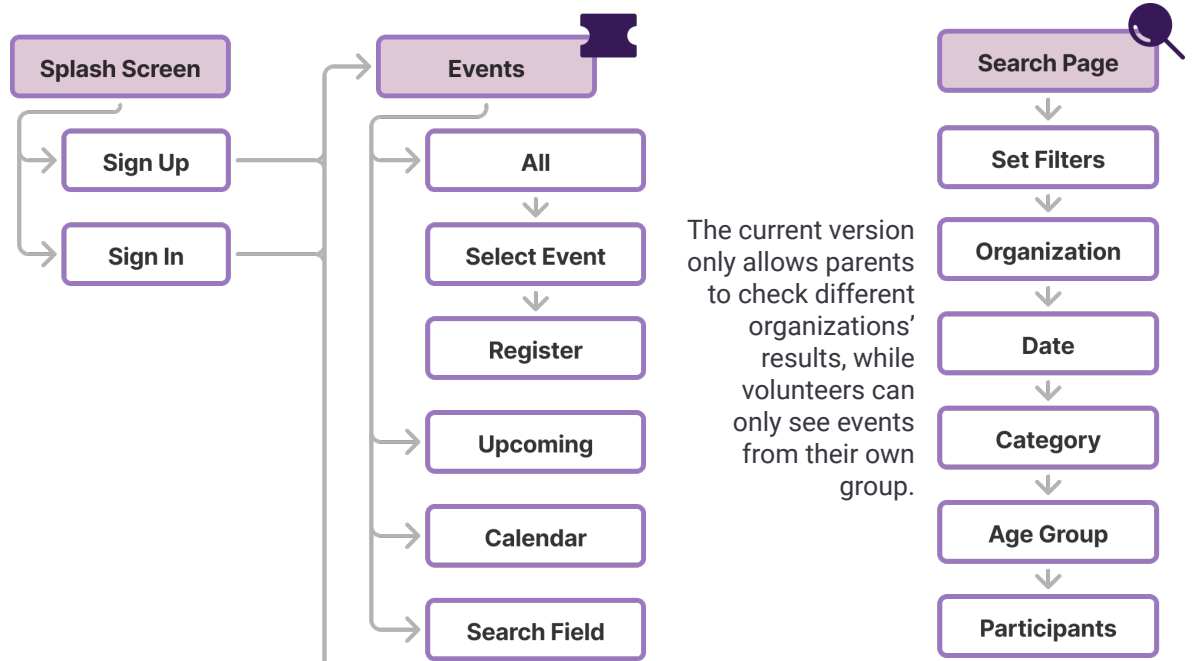 Splash Screen
Sign Up
Sign In
Events
All
Select Event
Register
Upcoming
Calendar
Search Field
The current version
only allows parents
to check different
organizations’
results, while
volunteers can
only see events
from their own
group.
Search Page
Set Filters
Organization
Date
Category
Age Group
Participants